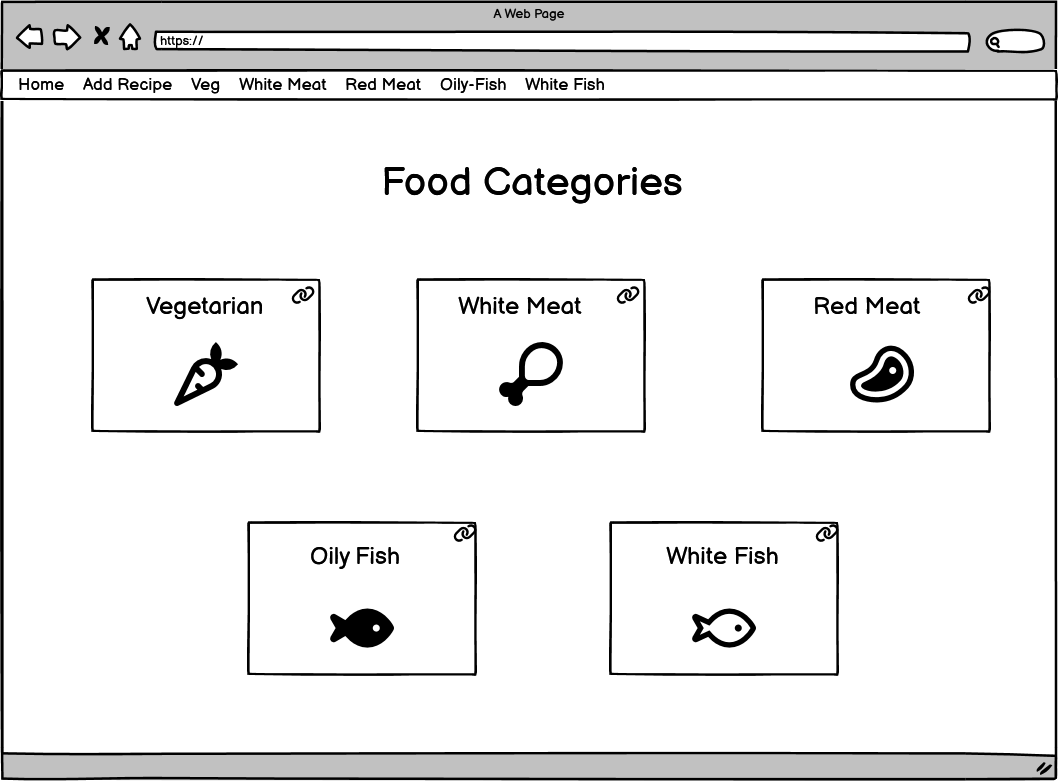 A Web Page
https://
Home Add Recipe Veg White Meat Red Meat Oily-Fish White Fish
Food Categories
Vegetarian White Meat Red Meat
Oily Fish White Fish